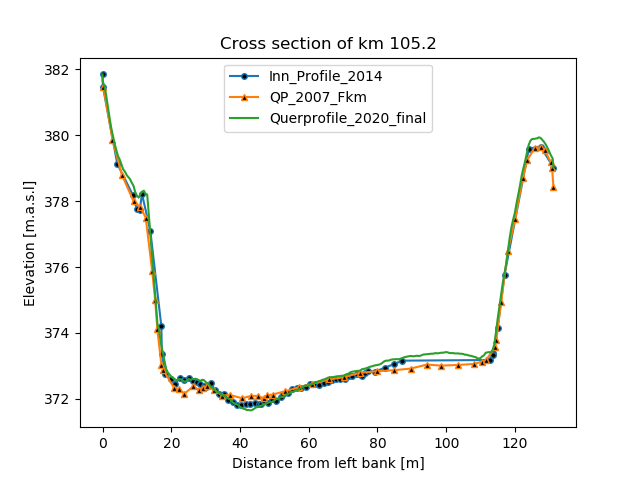 Cross section of km 105.2
Inn_Profile_2014
QP_2007_Fkm
Querprofile_2020_final
Elevation [m.a.s.l]
382
380
378
376
374
372
0 20 40 60 80 100 120
Distance from left bank [m]